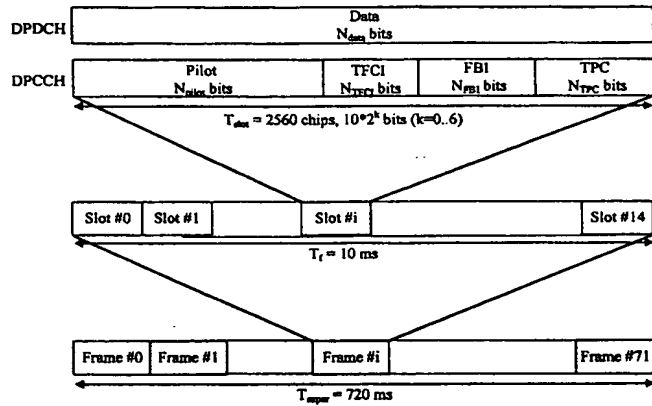 DPDCH
Data
N_data bits
DPCCH
Pilot
N_pilot bits
TFCI
N_TFCI bits
FBI
N_FBI bits
TPC
N_TPC bits
T_slot = 2560 chips, 10*2^k bits (k=0..6)
Slot #0
Slot #1
Slot #i
Slot #14
T_f = 10 ms
Frame #0
Frame #1
Frame #i
Frame #71
T_super = 720 ms